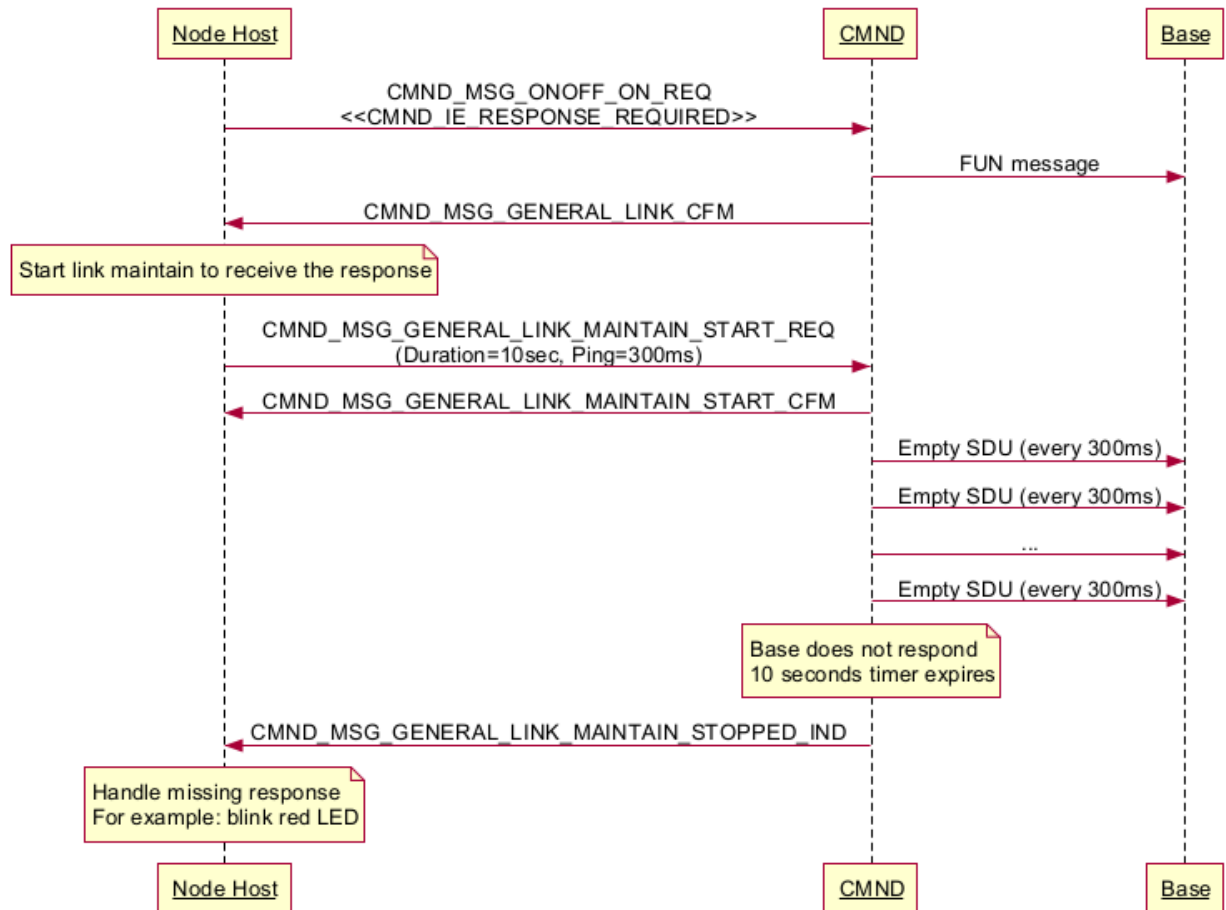 Node Host
CMND
Base
CMND_MSG_ONOFF_ON_REQ
<<CMND_IE_RESPONSE_REQUIRED>>
FUN message
CMND_MSG_GENERAL_LINK_CFM
Start link maintain to receive the response
CMND_MSG_GENERAL_LINK_MAINTAIN_START_REQ
(Duration=10sec, Ping=300ms)
CMND_MSG_GENERAL_LINK_MAINTAIN_START_CFM
Empty SDU (every 300ms)
Empty SDU (every 300ms)
...
Empty SDU (every 300ms)
Base does not respond
10 seconds timer expires
CMND_MSG_GENERAL_LINK_MAINTAIN_STOPPED_IND
Handle missing response
For example: blink red LED
Node Host
CMND
Base